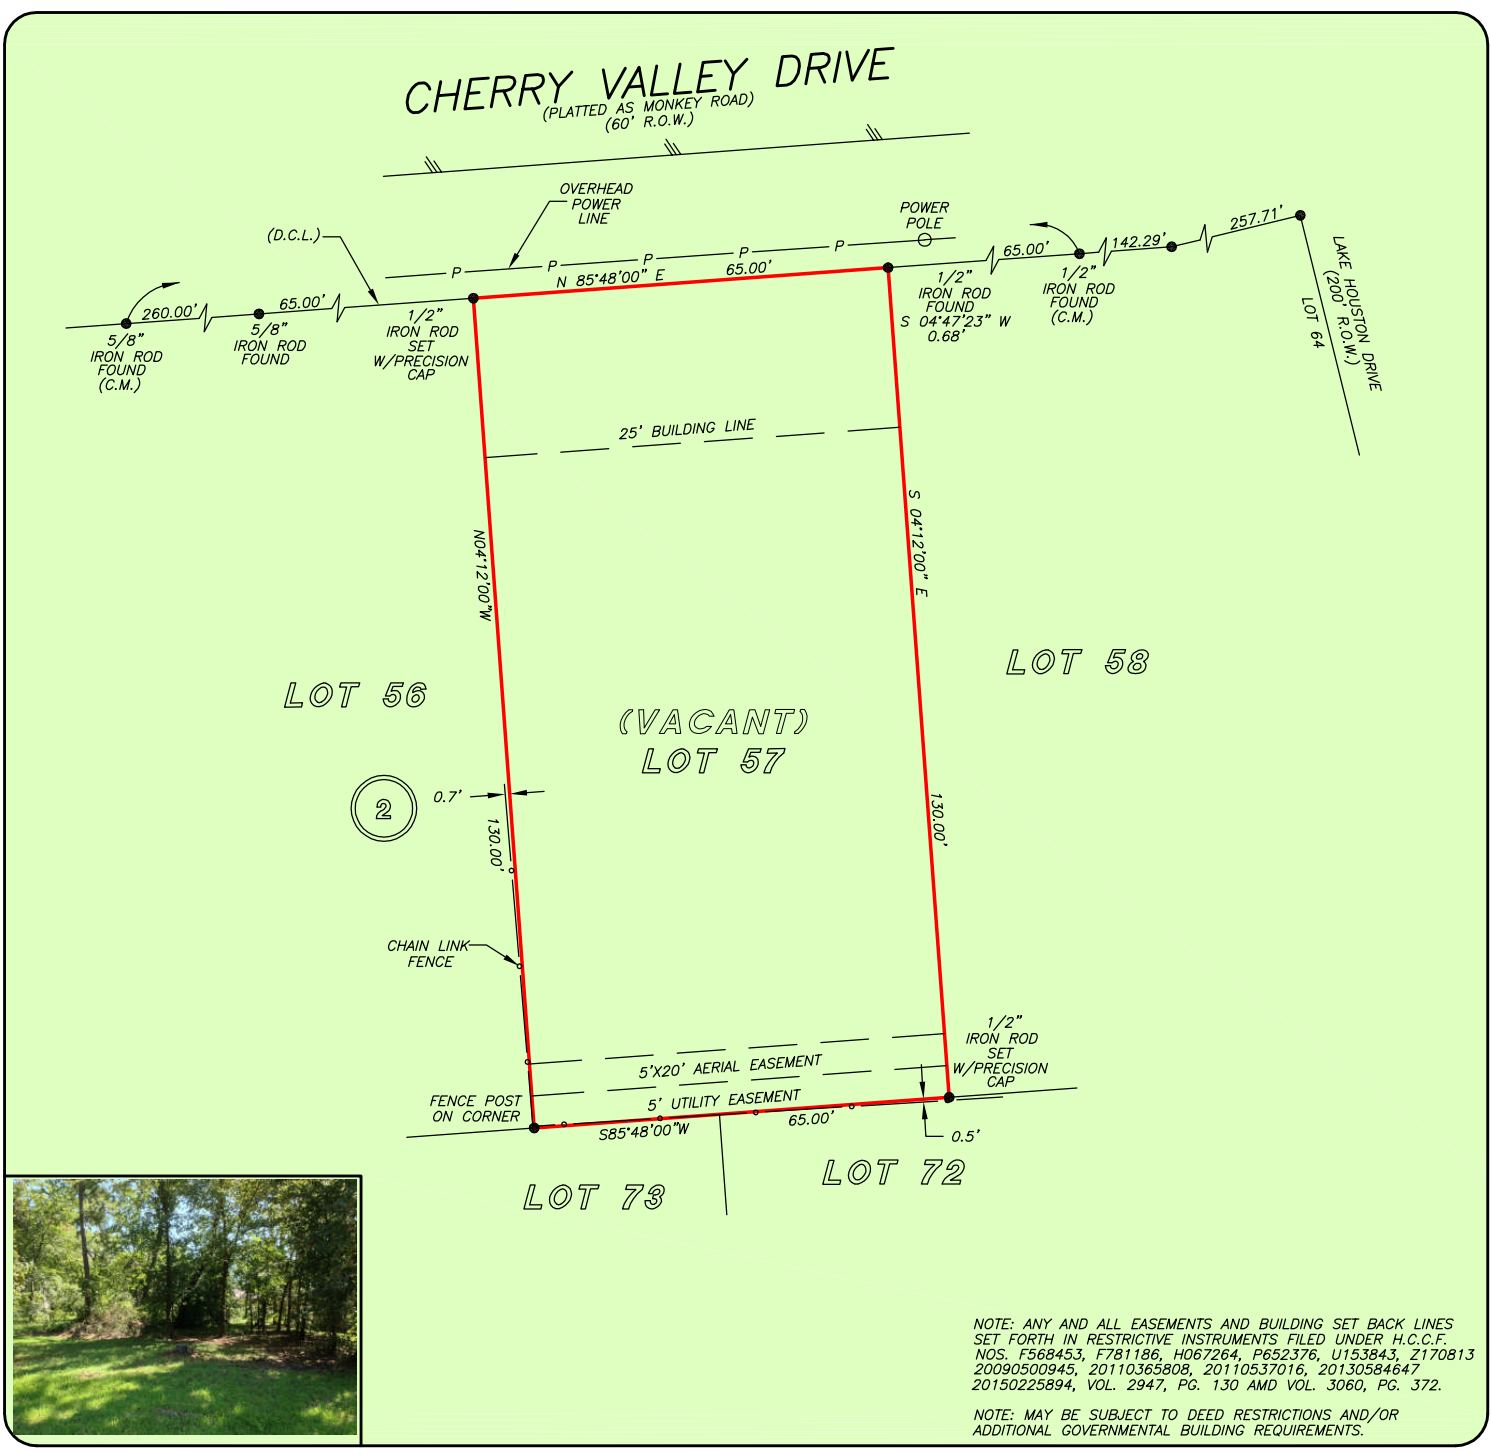 CHERRY VALLEY DRIVE
(PLATTED AS MONKEY ROAD)
(60' R.O.W.)
OVERHEAD
POWER
LINE
(D.C.L.)
POWER
POLE
P P P P P
N 85°48'00" E 65.00'
260.00'
65.00'
65.00'
142.29'
257.71'
5/8"
IRON ROD
FOUND
(C.M.)
5/8"
IRON ROD
FOUND
1/2"
IRON ROD
SET
W/PRECISION
CAP
1/2"
IRON ROD
FOUND
S 04°47'23" W
0.68'
1/2"
IRON ROD
FOUND
(C.M.)
LAKE HOUSTON DRIVE
(200' R.O.W.)
LOT 64
25' BUILDING LINE
N04°12'00"W
S 04°12'00" E
LOT 56
LOT 58
(VACANT)
LOT 57
2
0.7'
130.00'
130.00'
CHAIN LINK
FENCE
5'X20' AERIAL EASEMENT
5' UTILITY EASEMENT
1/2"
IRON ROD
SET
W/PRECISION
CAP
FENCE POST
ON CORNER
S85°48'00"W
65.00'
0.5'
LOT 73
LOT 72
NOTE: ANY AND ALL EASEMENTS AND BUILDING SET BACK LINES
SET FORTH IN RESTRICTIVE INSTRUMENTS FILED UNDER H.C.C.F.
NOS. F568453, F781186, H067264, P652376, U153843, Z170813
20090500945, 20110365808, 20110537016, 20130584647
20150225894, VOL. 2947, PG. 130 AMD VOL. 3060, PG. 372.
NOTE: MAY BE SUBJECT TO DEED RESTRICTIONS AND/OR
ADDITIONAL GOVERNMENTAL BUILDING REQUIREMENTS.